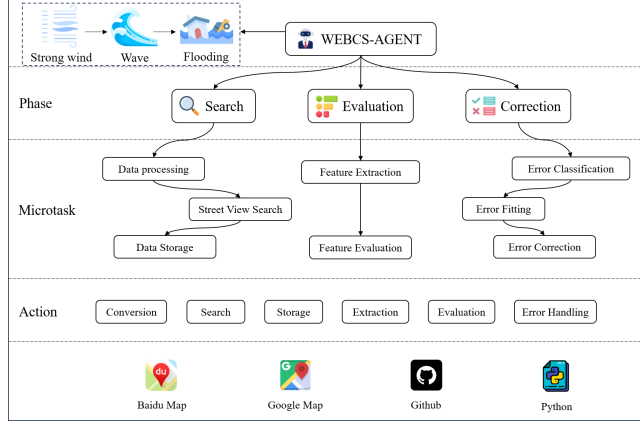 WEBCS-AGENT
Strong wind
Wave
Flooding
Phase
Search
Evaluation
Correction
Microtask
Data processing
Street View Search
Data Storage
Feature Extraction
Feature Evaluation
Error Classification
Error Fitting
Error Correction
Action
Conversion
Search
Storage
Extraction
Evaluation
Error Handling
du
G
Baidu Map
Google Map
Github
Python